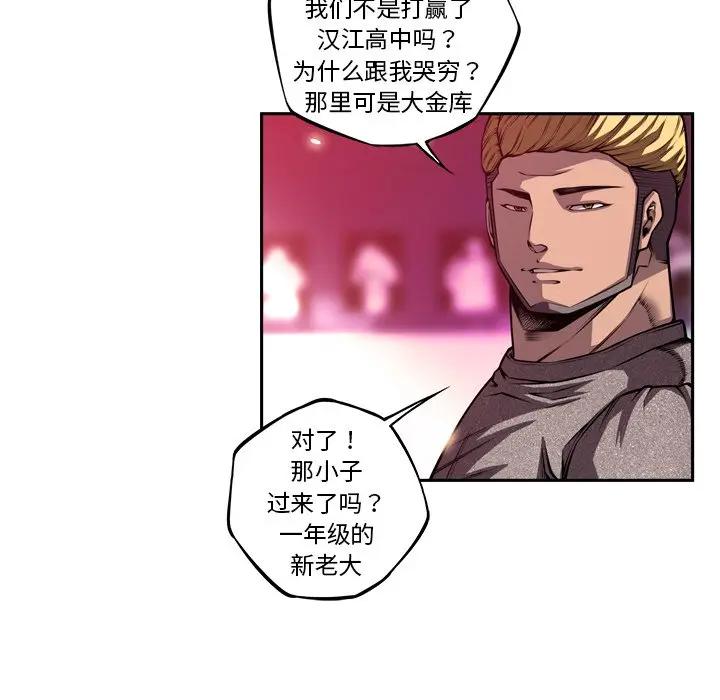 我们不是打赢了
汉江高中吗？
为什么跟我哭穷？
那里可是大金库
对了！
那小子
过来了吗？
一年级的
新老大